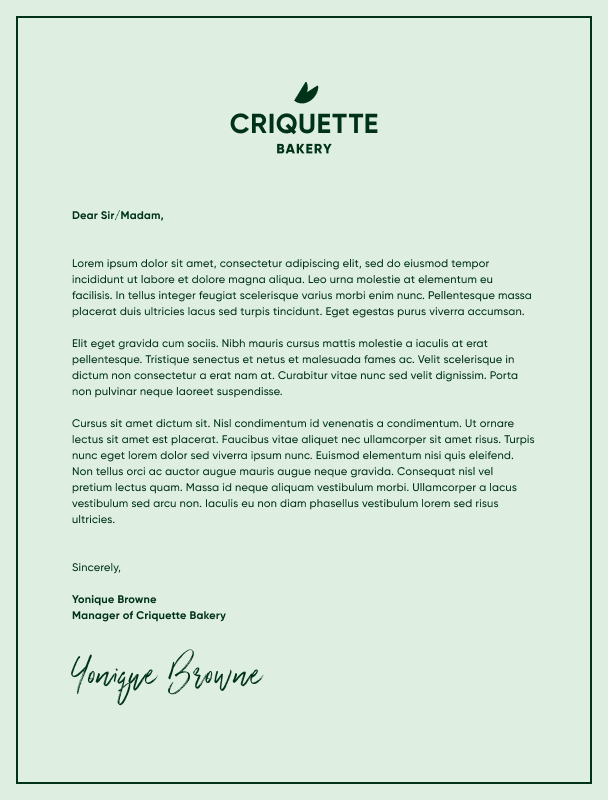 CRIQUETTE
BAKERY
Dear Sir/Madam,
Lorem ipsum dolor sit amet, consectetur adipiscing elit, sed do eiusmod tempor
incididunt ut labore et dolore magna aliqua. Leo urna molestie at elementum eu
facilisis. In tellus integer feugiat scelerisque varius morbi enim nunc. Pellentesque massa
placerat duis ultricies lacus sed turpis tincidunt. Eget egestas purus viverra accumsan.
Elit eget gravida cum sociis. Nibh mauris cursus mattis molestie a iaculis at erat
pellentesque. Tristique senectus et netus et malesuada fames ac. Velit scelerisque in
dictum non consectetur a erat nam at. Curabitur vitae nunc sed velit dignissim. Porta
non pulvinar neque laoreet suspendisse.
Cursus sit amet dictum sit. Nisl condimentum id venenatis a condimentum. Ut ornare
lectus sit amet est placerat. Faucibus vitae aliquet nec ullamcorper sit amet risus. Turpis
nunc eget lorem dolor sed viverra ipsum nunc. Euismod elementum nisi quis eleifend.
Non tellus orci ac auctor augue mauris augue neque gravida. Consequat nisl vel
pretium lectus quam. Massa id neque aliquam vestibulum morbi. Ullamcorper a lacus
vestibulum sed arcu non. Iaculis eu non diam phasellus vestibulum lorem sed risus
ultricies.
Sincerely,
Yonique Browne
Manager of Criquette Bakery
Yonique Browne